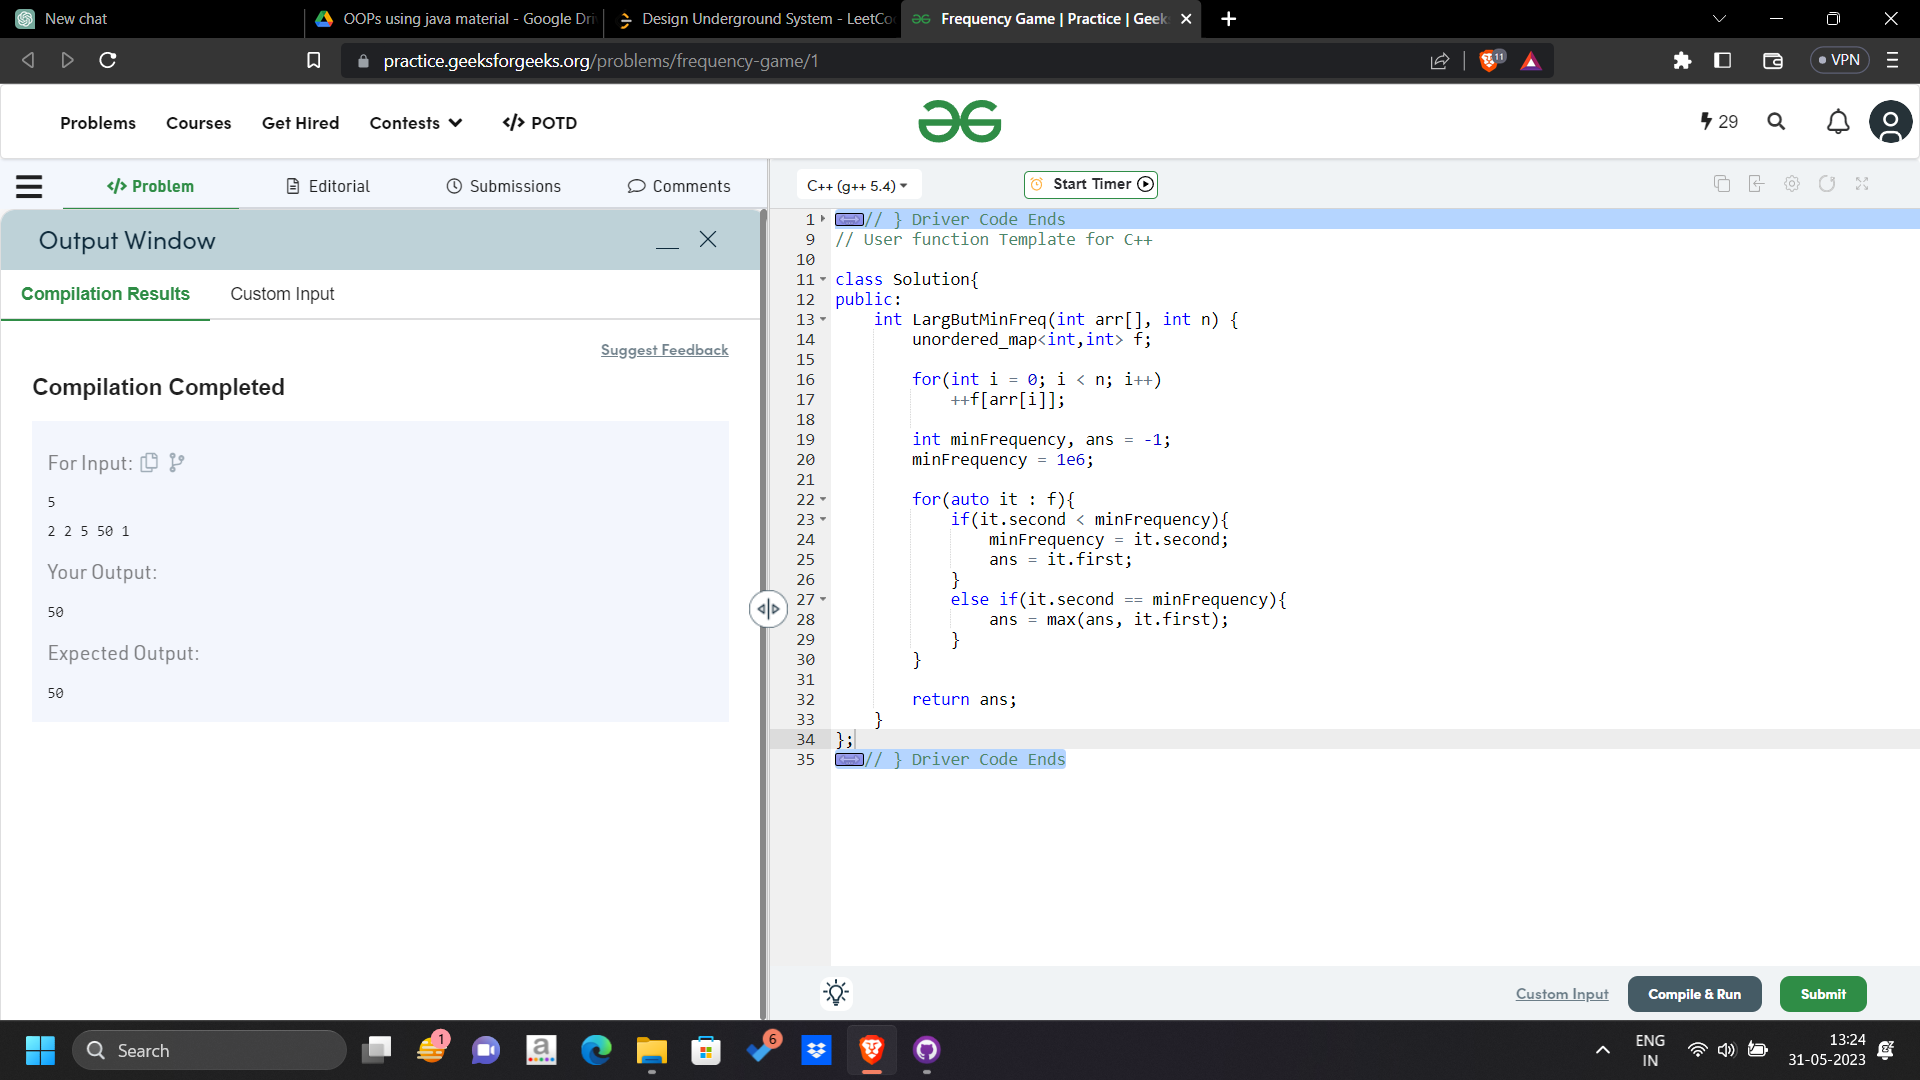 New chat
OOPs using java material - Google Dri
Design Underground System - LeetCo
Frequency Game | Practice | Geek
practice.geeksforgeeks.org/problems/frequency-game/1
11
VPN
Problems
Courses
Get Hired
Contests
</> POTD
29
</> Problem
Editorial
Submissions
Comments
C++ (g++ 5.4)
Start Timer
Output Window
Compilation Results
Custom Input
Suggest Feedback
Compilation Completed
For Input:
5
2 2 5 50 1
Your Output:
50
Expected Output:
50
1 // } Driver Code Ends
9 // User function Template for C++
10
11 class Solution{
12 public:
13 int LargButMinFreq(int arr[], int n) {
14 unordered_map<int,int> f;
15
16 for(int i = 0; i < n; i++)
17 ++f[arr[i]];
18
19 int minFrequency, ans = -1;
20 minFrequency = 1e6;
21
22 for(auto it : f){
23 if(it.second < minFrequency){
24 minFrequency = it.second;
25 ans = it.first;
26 }
27 else if(it.second == minFrequency){
28 ans = max(ans, it.first);
29 }
30 }
31
32 return ans;
33 }
34 };
35 // } Driver Code Ends
Custom Input
Compile & Run
Submit
Search
1
a
6
ENG
IN
13:24
31-05-2023